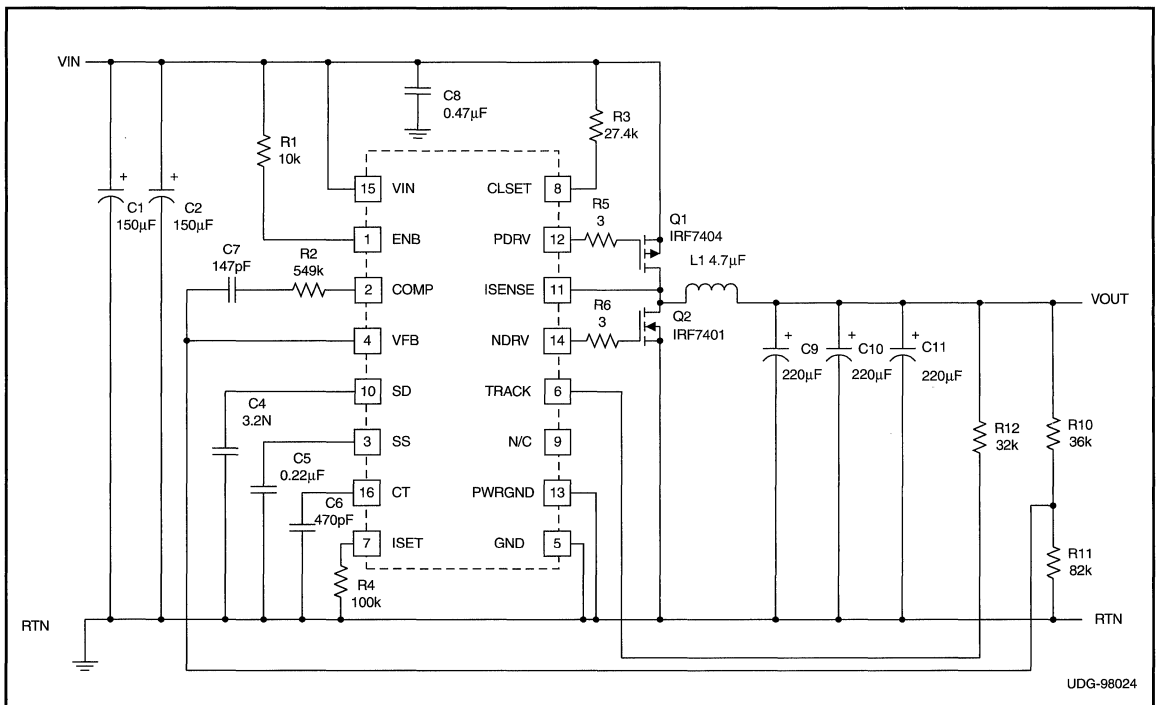 VIN
C1
150µF
C2
150µF
R1
10k
C8
0.47µF
R3
27.4k
15 VIN
CLSET 8
1 ENB
PDRV 12
R5
3
Q1
IRF7404
C7
147pF
R2
549k
2 COMP
ISENSE 11
L1 4.7µF
4 VFB
NDRV 14
R6
3
Q2
IRF7401
VOUT
C9
220µF
C10
220µF
C11
220µF
10 SD
TRACK 6
C4
3.2N
3 SS
N/C 9
C5
0.22µF
R12
32k
R10
36k
16 CT
PWRGND 13
C6
470pF
7 ISET
GND 5
R4
100k
R11
82k
RTN
RTN
UDG-98024